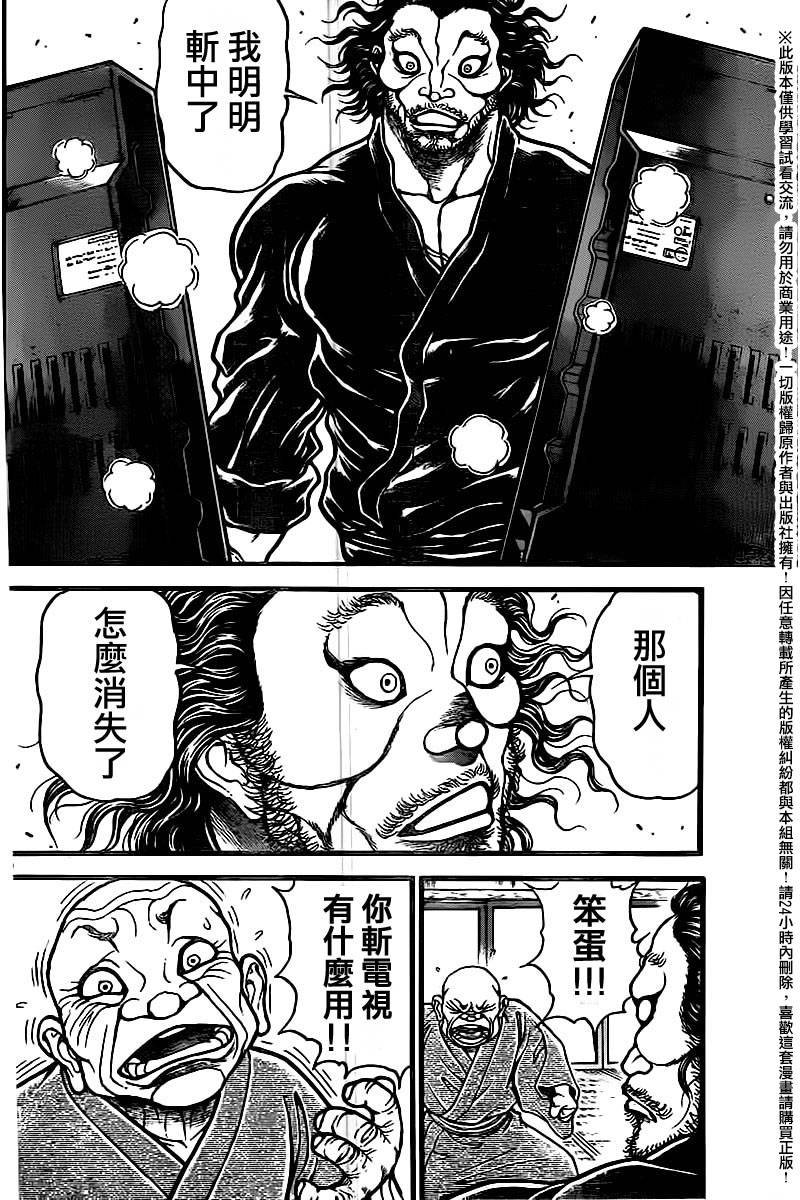 我明明
斬中了
那個人
怎麼消失了
笨蛋!!!
你斬電視
有什麼用!!
※此版本僅供學習試看交流，請勿用於商業用途！一切版權歸原作者與出版社擁有！因任意轉載所產生的版權糾紛都與本組無關！請24小時內刪除，喜歡這套漫畫請購買正版！